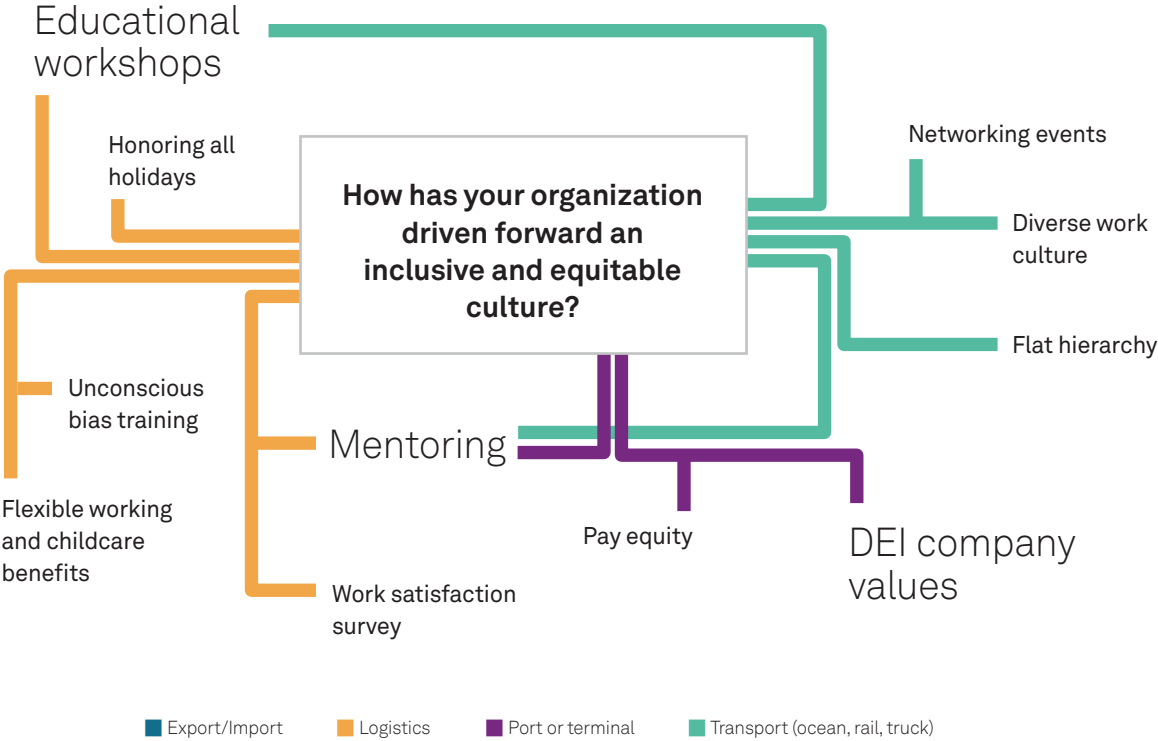 Educational
workshops
Honoring all
holidays
How has your organization
driven forward an
inclusive and equitable
culture?
Networking events
Diverse work
culture
Flat hierarchy
Unconscious
bias training
Mentoring
Flexible working
and childcare
benefits
Pay equity
DEI company
values
Work satisfaction
survey
Export/Import
Logistics
Port or terminal
Transport (ocean, rail, truck)